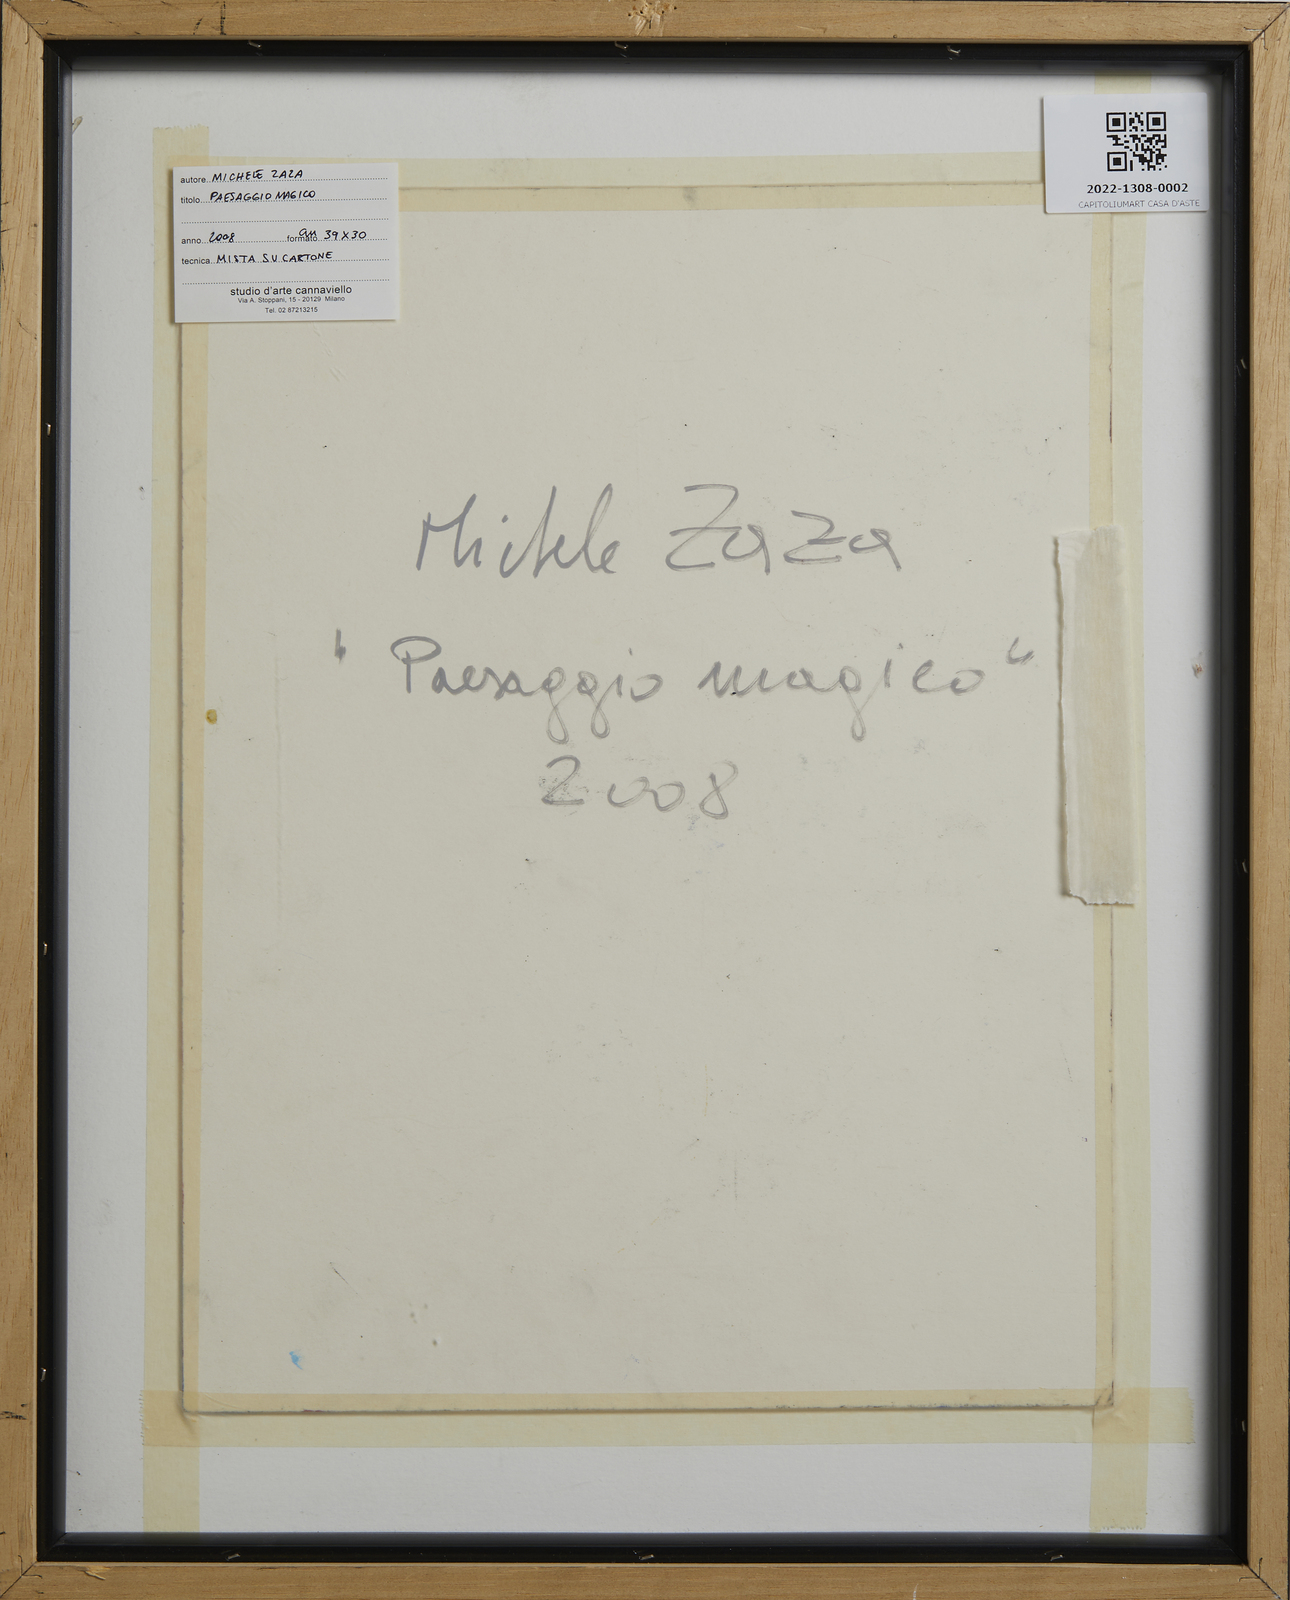 autore MICHELE ZAZA
titolo PAESAGGIO MAGICO
anno 2008 formato cm 39 X 30
tecnica MISTA SU CARTONE
studio d'arte cannaviello
Via A. Stoppani, 15 - 20129 Milano
Tel. 02 87213215
2022-1308-0002
CAPITOLIUMART CASA D'ASTE
Michele Zaza
"Paesaggio magico"
2008